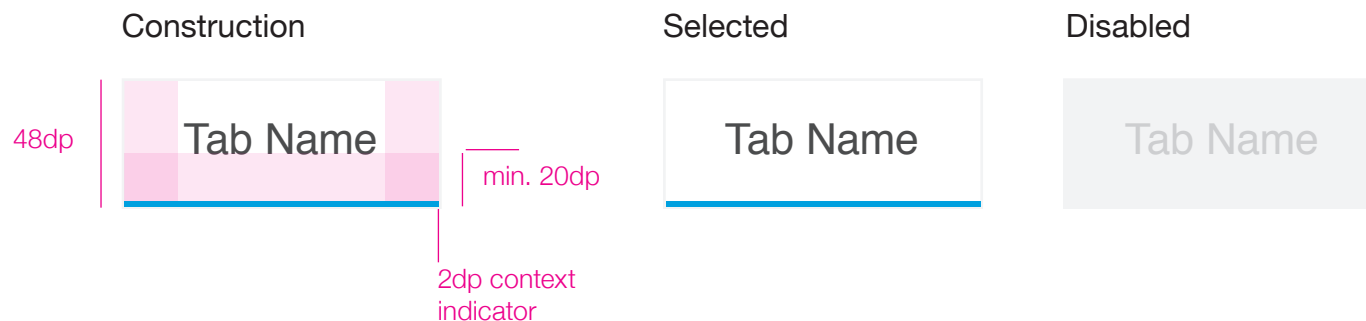 Construction
Selected
Disabled
48dp
Tab Name
min. 20dp
2dp context
indicator
Tab Name
Tab Name